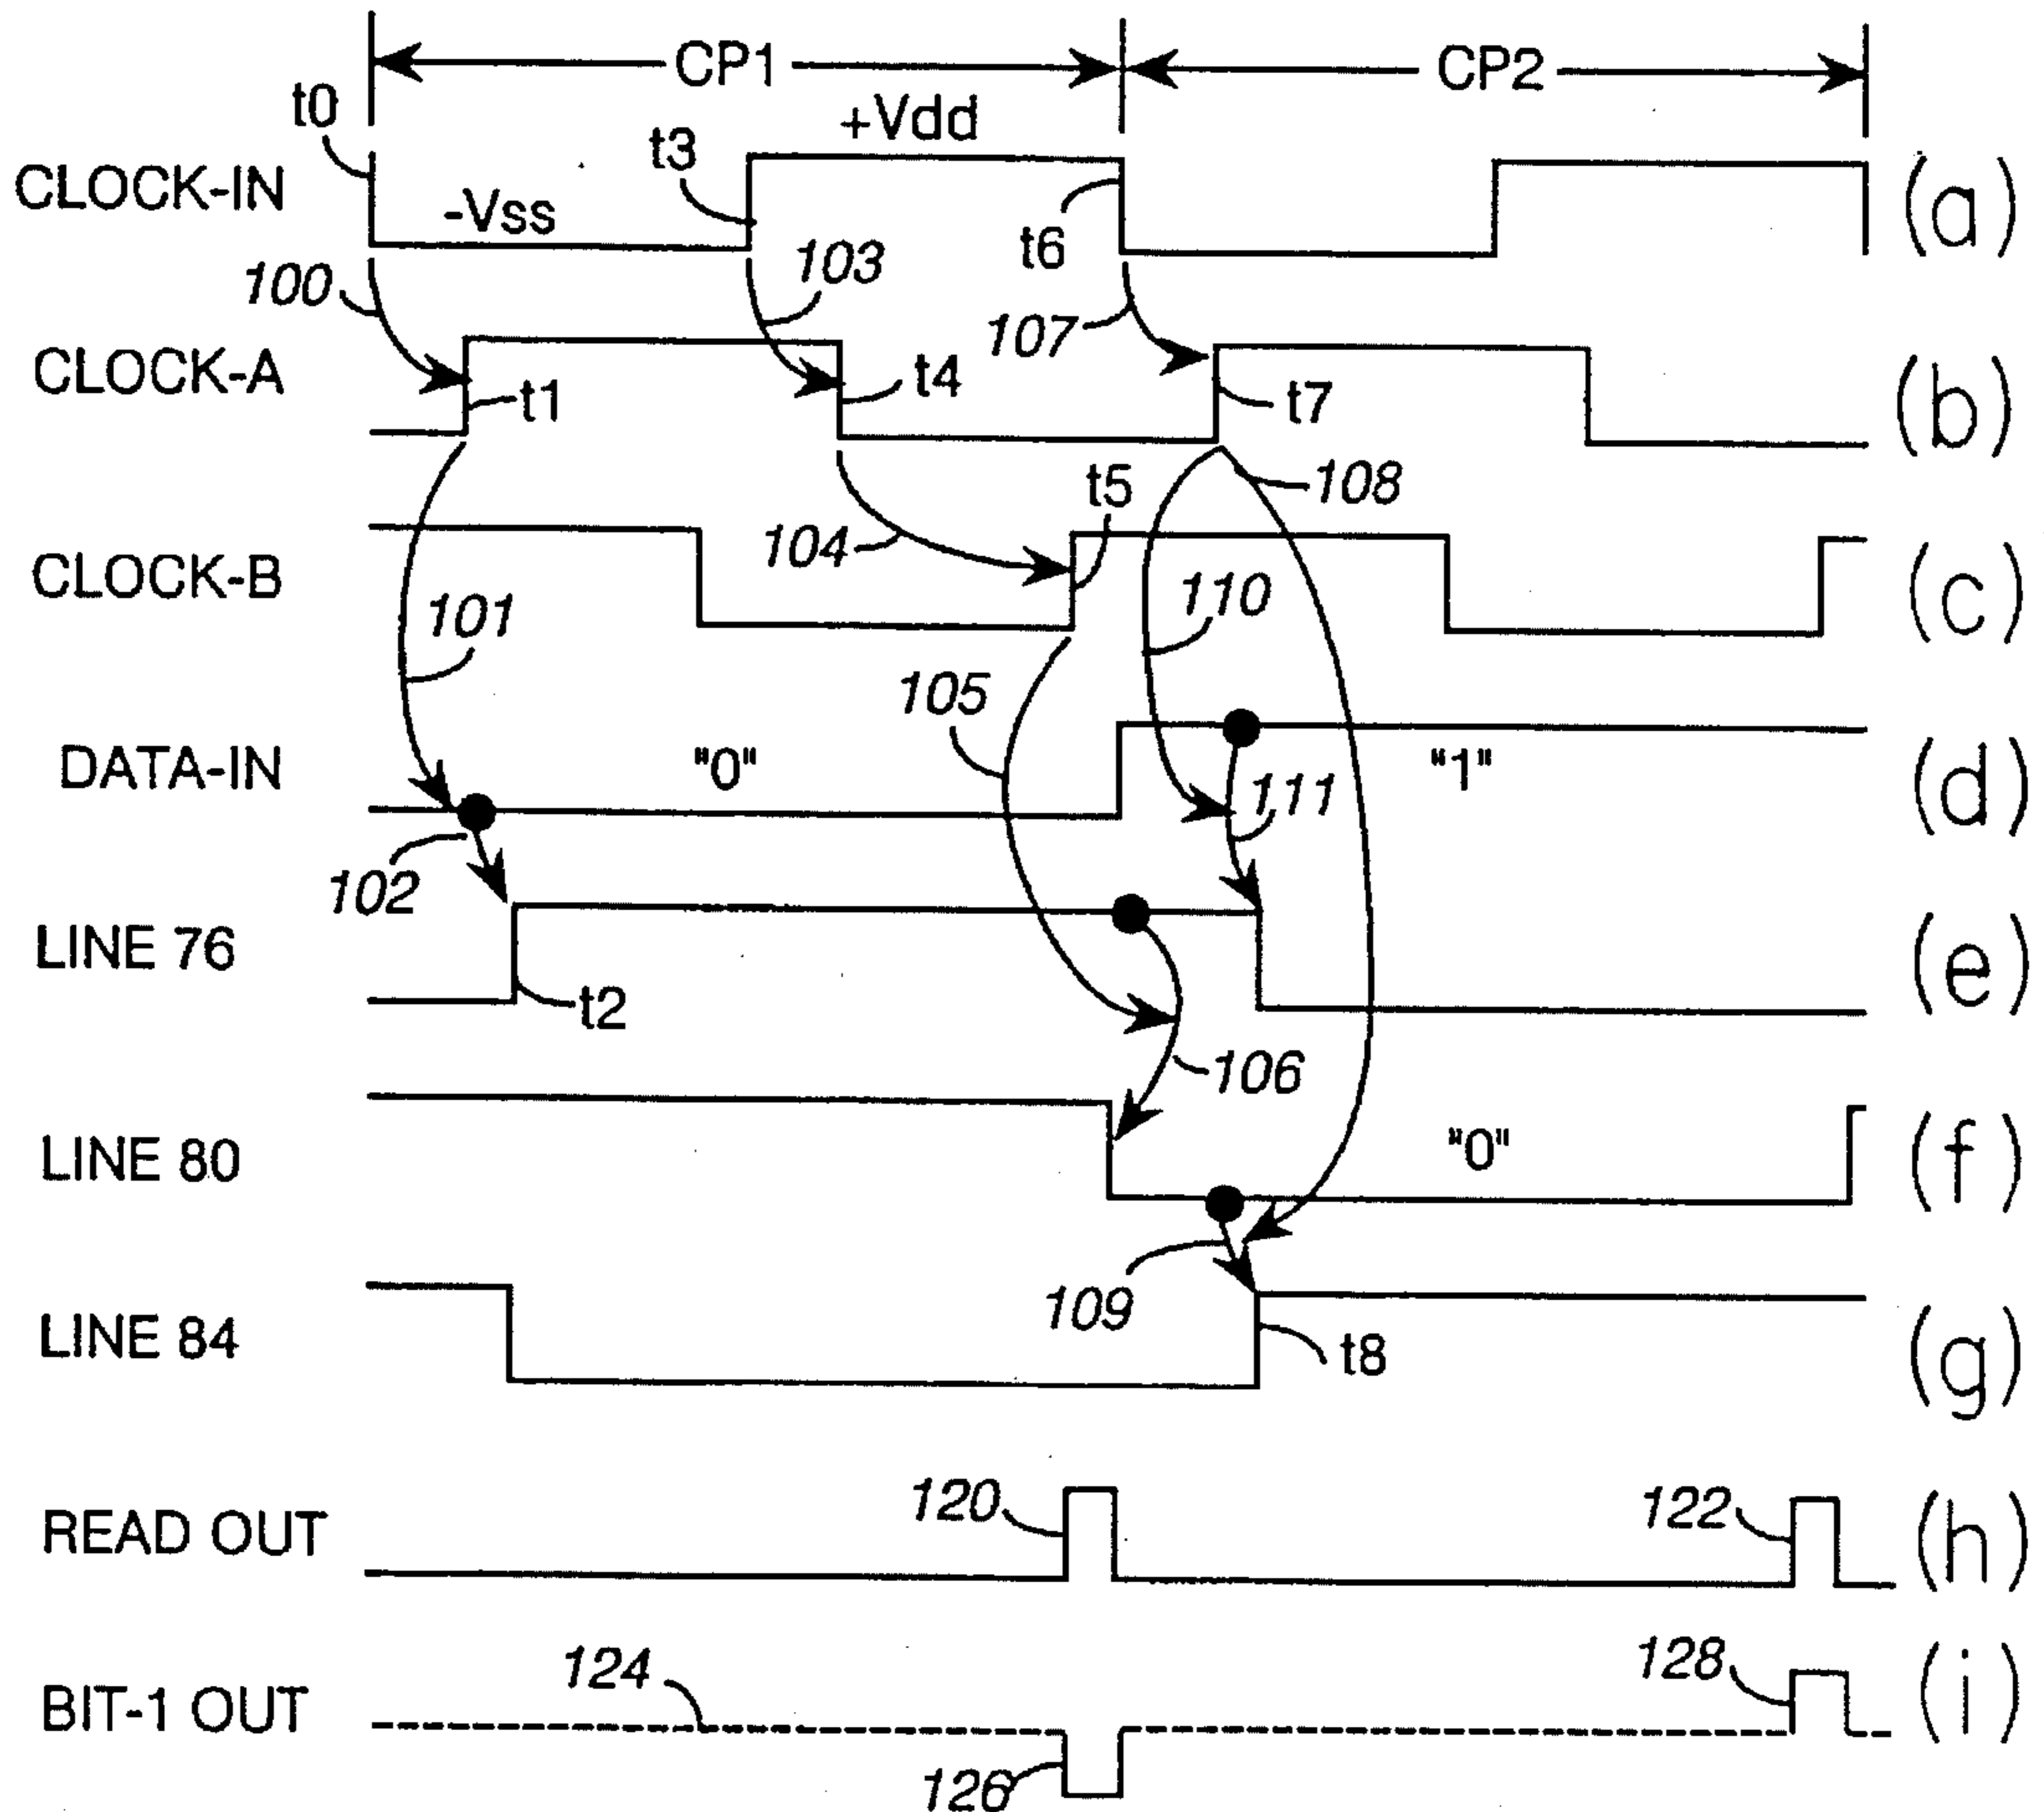 CP1 CP2
t0 t3 +Vdd
CLOCK-IN -Vss t6 (a)
100 103 107
CLOCK-A t1 t4 t7 (b)
t5 108
CLOCK-B 104 110 (c)
101 105
DATA-IN "0" "1" 111 (d)
102
LINE 76 t2 (e)
106
LINE 80 "0" (f)
109
LINE 84 t8 (g)
READ OUT 120 122 (h)
BIT-1 OUT 124 126 128 (i)